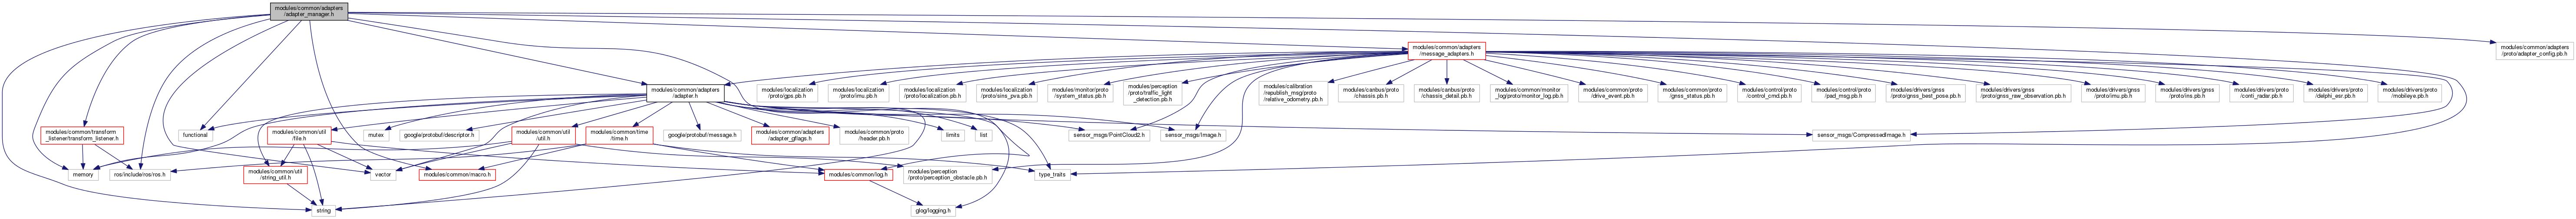 modules/common/adapters
/adapter_manager.h
modules/common/adapters
/message_adapters.h
modules/common/adapters
/proto/adapter_config.pb.h
modules/common/adapters
/adapter.h
modules/localization
/proto/gps.pb.h
modules/localization
/proto/imu.pb.h
modules/localization
/proto/localization.pb.h
modules/localization
/proto/sins_pva.pb.h
modules/monitor/proto
/system_status.pb.h
modules/perception
/proto/traffic_light
_detection.pb.h
modules/calibration
/republish_msg/proto
/relative_odometry.pb.h
modules/canbus/proto
/chassis.pb.h
modules/canbus/proto
/chassis_detail.pb.h
modules/common/monitor
_log/proto/monitor_log.pb.h
modules/common/proto
/drive_event.pb.h
modules/common/proto
/gnss_status.pb.h
modules/control/proto
/control_cmd.pb.h
modules/control/proto
/pad_msg.pb.h
modules/drivers/gnss
/proto/gnss_best_pose.pb.h
modules/drivers/gnss
/proto/gnss_raw_observation.pb.h
modules/drivers/gnss
/proto/imu.pb.h
modules/drivers/gnss
/proto/ins.pb.h
modules/drivers/proto
/conti_radar.pb.h
modules/drivers/proto
/delphi_esr.pb.h
modules/drivers/proto
/mobileye.pb.h
modules/common/transform
_listener/transform_listener.h
functional
modules/common/util
/file.h
mutex
google/protobuf/descriptor.h
modules/common/util
/util.h
modules/common/time
/time.h
google/protobuf/message.h
modules/common/adapters
/adapter_gflags.h
modules/common/proto
/header.pb.h
limits
list
sensor_msgs/PointCloud2.h
sensor_msgs/Image.h
sensor_msgs/CompressedImage.h
memory
ros/include/ros/ros.h
modules/common/util
/string_util.h
vector
modules/common/macro.h
modules/common/log.h
modules/perception
/proto/perception_obstacle.pb.h
type_traits
string
glog/logging.h